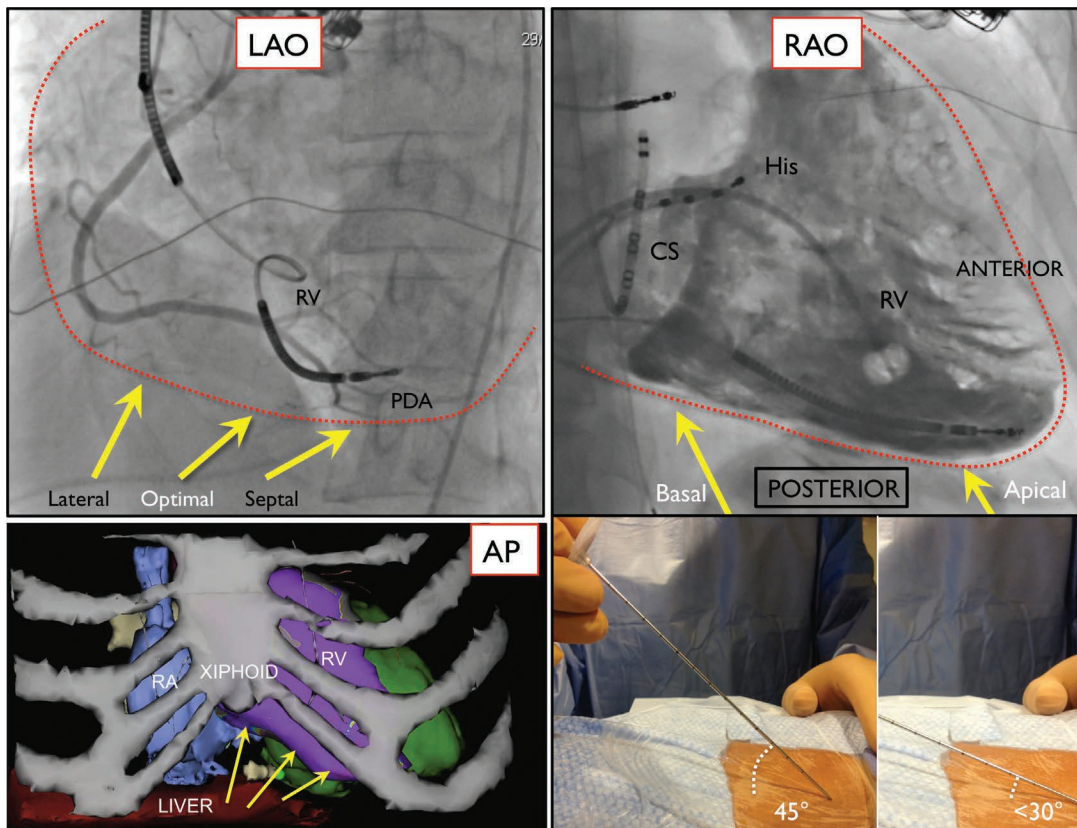 LAO
29/
RV
PDA
Lateral
Optimal
Septal
RAO
His
CS
ANTERIOR
RV
Basal
POSTERIOR
Apical
AP
RV
XIPHOID
RA
LIVER
45°
<30°